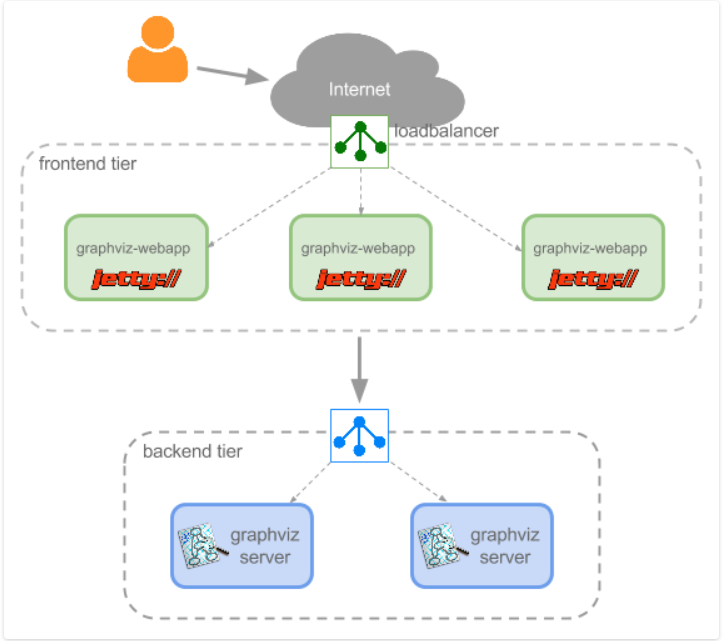 Internet
loadbalancer
frontend tier
graphviz-webapp
jetty://
graphviz-webapp
jetty://
graphviz-webapp
jetty://
backend tier
graphviz
server
graphviz
server